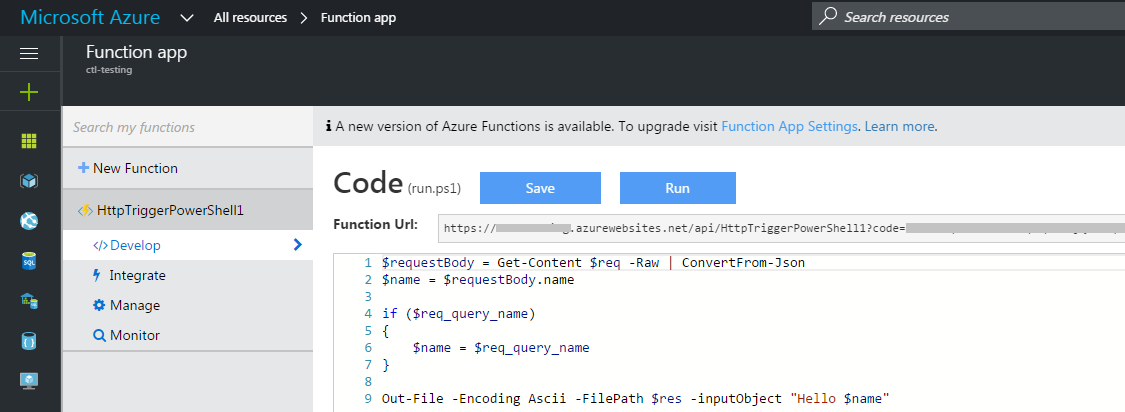 Microsoft Azure All resources Function app Search resources
Function app
ctl-testing
Search my functions
A new version of Azure Functions is available. To upgrade visit Function App Settings. Learn more.
New Function
HttpTriggerPowerShell1
Develop
Integrate
Manage
Monitor
Code (run.ps1) Save Run
Function Url: https:// .azurewebsites.net/api/HttpTriggerPowerShell1?code=
1 $requestBody = Get-Content $req -Raw | ConvertFrom-Json
2 $name = $requestBody.name
3
4 if ($req_query_name)
5 {
6 $name = $req_query_name
7 }
8
9 Out-File -Encoding Ascii -FilePath $res -inputObject "Hello $name"
SQL